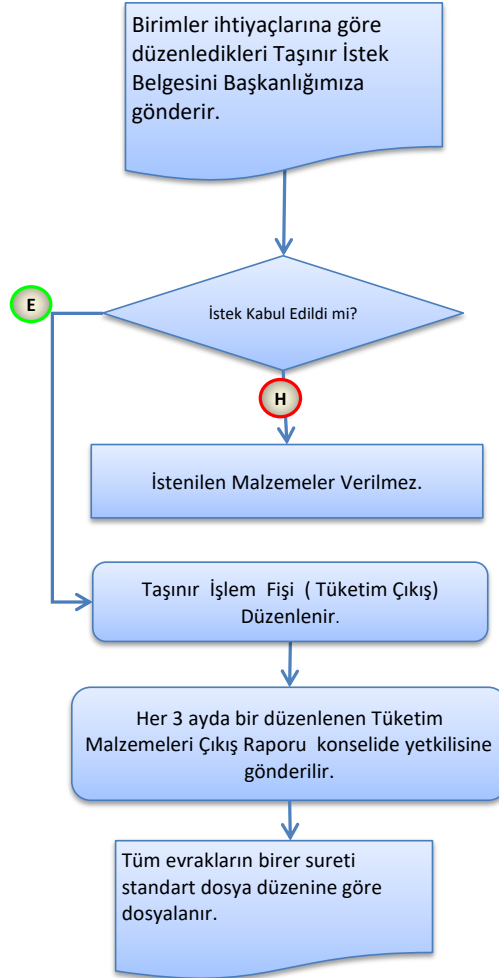 Birimler ihtiyaçlarına göre
düzenledikleri Taşınır İstek
Belgesini Başkanlığımıza
gönderir.
E
İstek Kabul Edildi mi?
H
İstenilen Malzemeler Verilmez.
Taşınır İşlem Fişi ( Tüketim Çıkış)
Düzenlenir.
Her 3 ayda bir düzenlenen Tüketim
Malzemeleri Çıkış Raporu konselide yetkilisine
gönderilir.
Tüm evrakların birer sureti
standart dosya düzenine göre
dosyalanır.